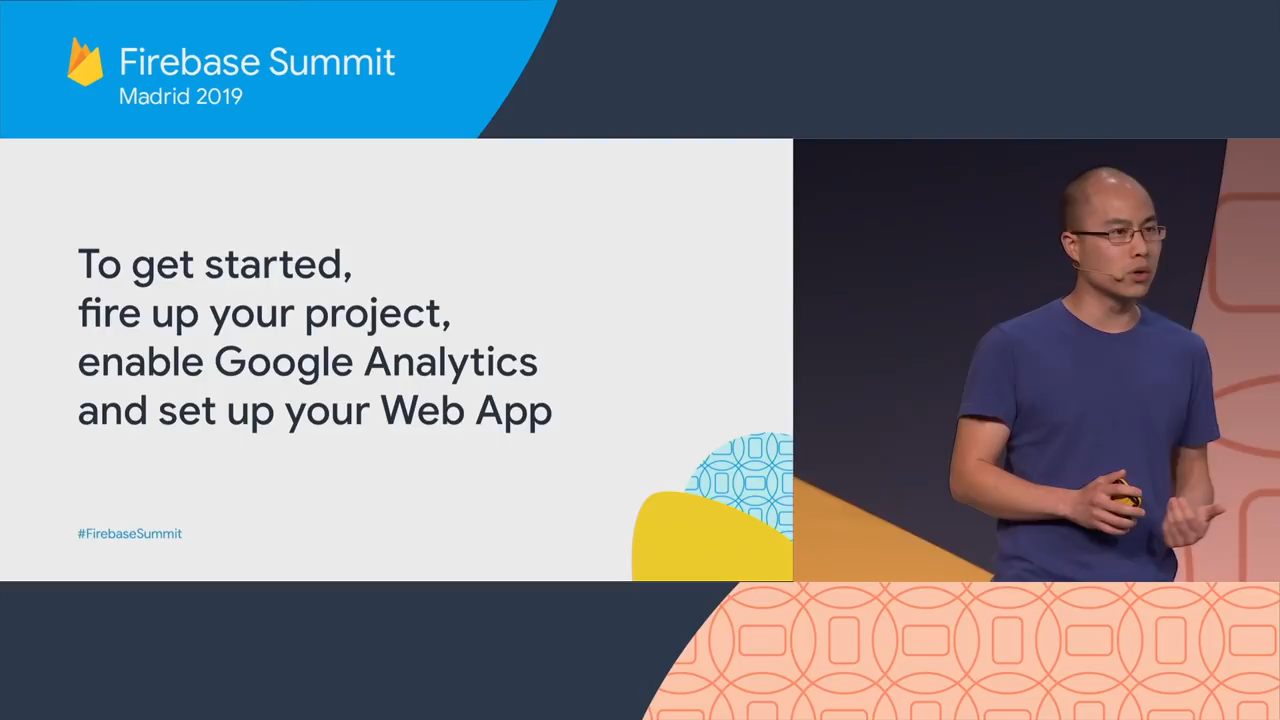 Firebase Summit
Madrid 2019
To get started,
fire up your project,
enable Google Analytics
and set up your Web App
#FirebaseSummit